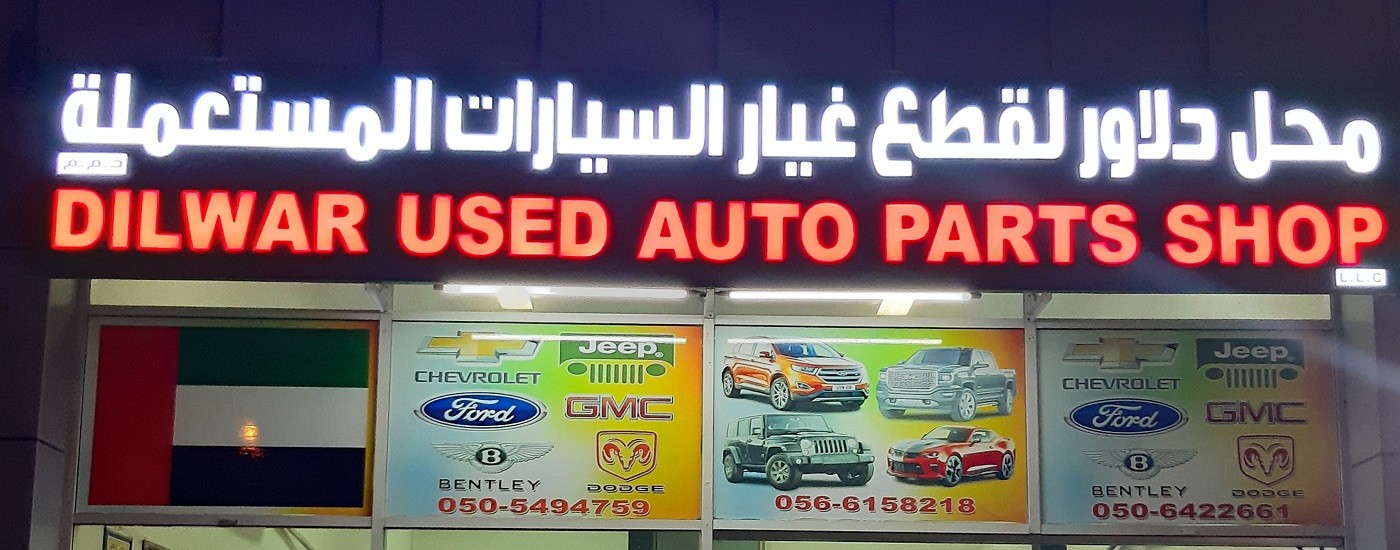 محل دلاور لقطع غيار السيارات المستعملة
ذ.م.م
DILWAR USED AUTO PARTS SHOP
L.L.C
CHEVROLET
Jeep
Ford
GMC
B
BENTLEY
DODGE
050-5494759
056-6158218
CHEVROLET
Jeep
Ford
GMC
B
BENTLEY
DODGE
050-6422661